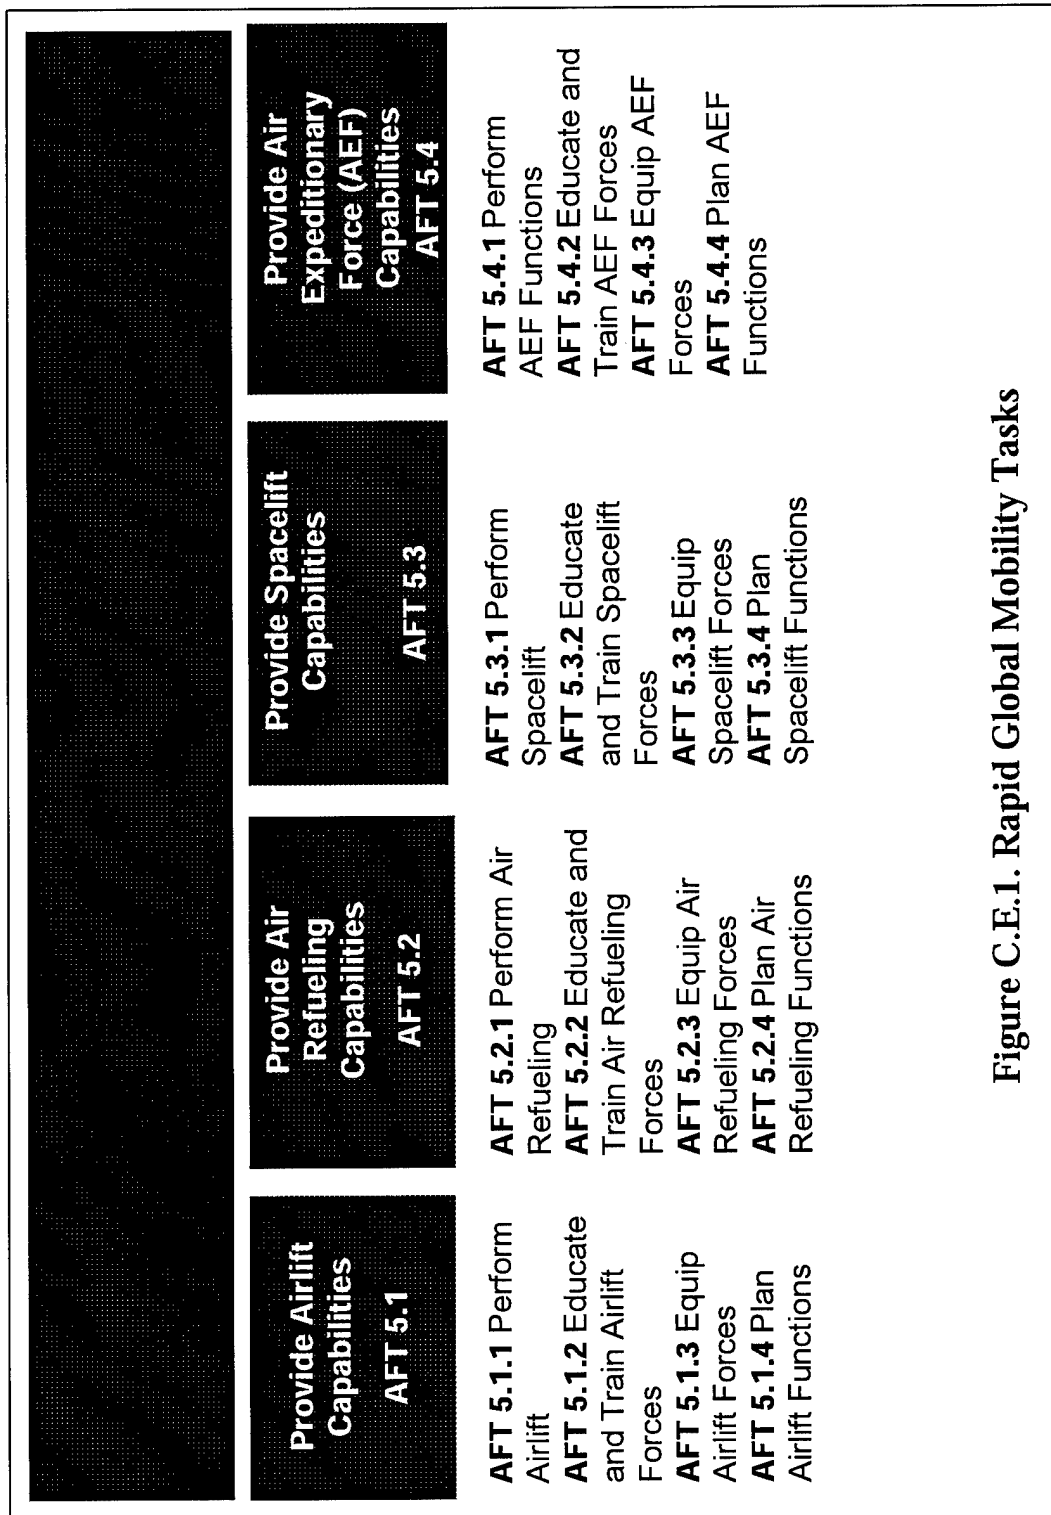 Provide Airlift
Capabilities
AFT 5.1
AFT 5.1.1 Perform
Airlift
AFT 5.1.2 Educate
and Train Airlift
Forces
AFT 5.1.3 Equip
Airlift Forces
AFT 5.1.4 Plan
Airlift Functions
Provide Air
Refueling
Capabilities
AFT 5.2
AFT 5.2.1 Perform Air
Refueling
AFT 5.2.2 Educate and
Train Air Refueling
Forces
AFT 5.2.3 Equip Air
Refueling Forces
AFT 5.2.4 Plan Air
Refueling Functions
Provide Spacelift
Capabilities
AFT 5.3
AFT 5.3.1 Perform
Spacelift
AFT 5.3.2 Educate
and Train Spacelift
Forces
AFT 5.3.3 Equip
Spacelift Forces
AFT 5.3.4 Plan
Spacelift Functions
Provide Air
Expeditionary
Force (AEF)
Capabilities
AFT 5.4
AFT 5.4.1 Perform
AEF Functions
AFT 5.4.2 Educate and
Train AEF Forces
AFT 5.4.3 Equip AEF
Forces
AFT 5.4.4 Plan AEF
Functions
Figure C.E.1. Rapid Global Mobility Tasks